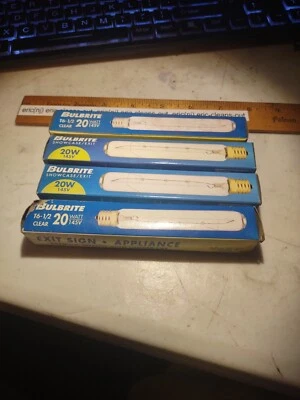 BULBRITE
T6-1/2 20 WATT
CLEAR 145V
BULBRITE
SHOWCASE/EXIT
20W
145V
BULBRITE
SHOWCASE/EXIT
20W
145V
BULBRITE
T6-1/2 20 WATT
CLEAR 145V
EXIT SIGN • APPLIANCE